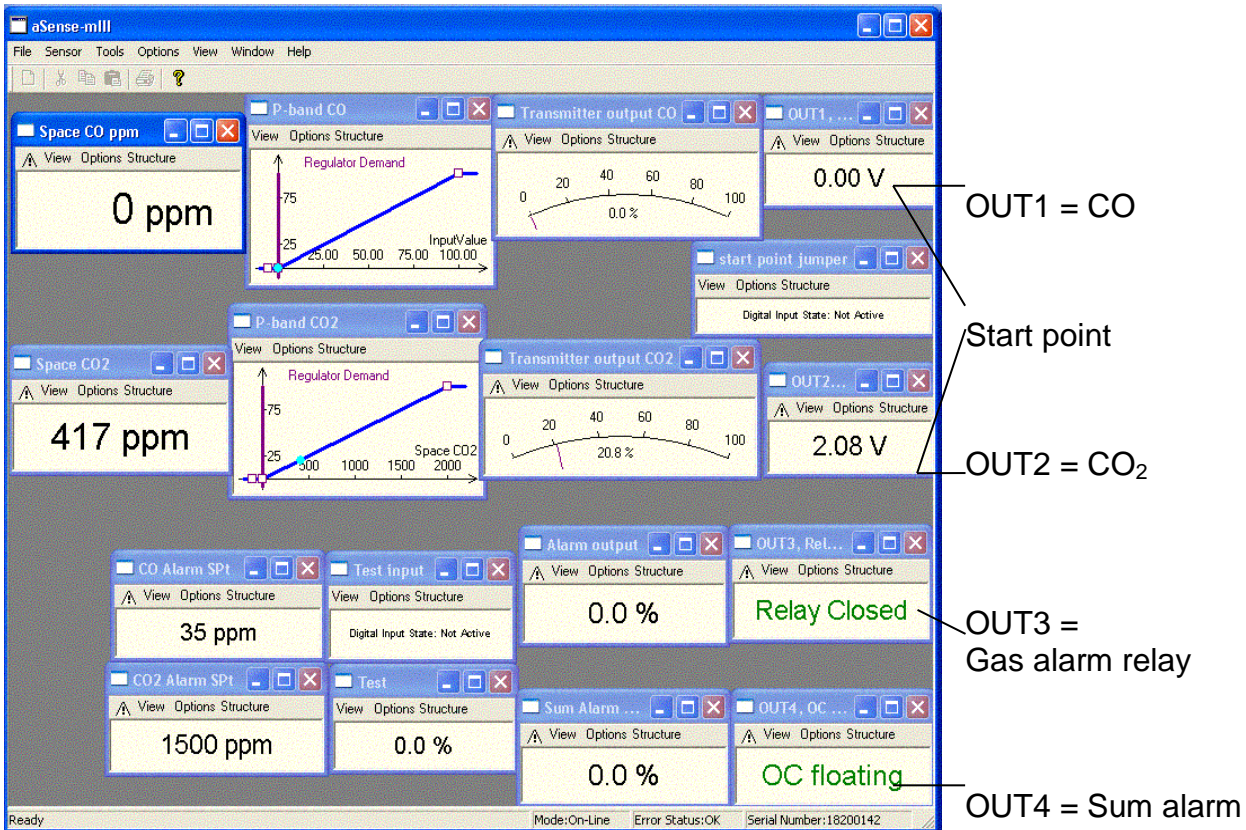 aSense-mIII
File Sensor Tools Options View Window Help
Space CO ppm
View Options Structure
0 ppm
P-band CO
View Options Structure
Regulator Demand
75
25
25.00 50.00 75.00 100.00
InputValue
Transmitter output CO
View Options Structure
0 20 40 60 80 100
0.0 %
OUT1, ...
View Options Structure
0.00 V
OUT1 = CO
start point jumper
View Options Structure
Digital Input State: Not Active
Start point
Space CO2
View Options Structure
417 ppm
P-band CO2
View Options Structure
Regulator Demand
75
25
500 1000 1500 2000
Space CO2
Transmitter output CO2
View Options Structure
0 20 40 60 80 100
20.8 %
OUT2...
View Options Structure
2.08 V
OUT2 = CO₂
CO Alarm SPt
View Options Structure
35 ppm
Test input
View Options Structure
Digital Input State: Not Active
Alarm output
View Options Structure
0.0 %
OUT3, Rel...
View Options Structure
Relay Closed
OUT3 =
Gas alarm relay
CO2 Alarm SPt
View Options Structure
1500 ppm
Test
View Options Structure
0.0 %
Sum Alarm ...
View Options Structure
0.0 %
OUT4, OC ...
View Options Structure
OC floating
OUT4 = Sum alarm
Ready
Mode:On-Line
Error Status:OK
Serial Number:18200142